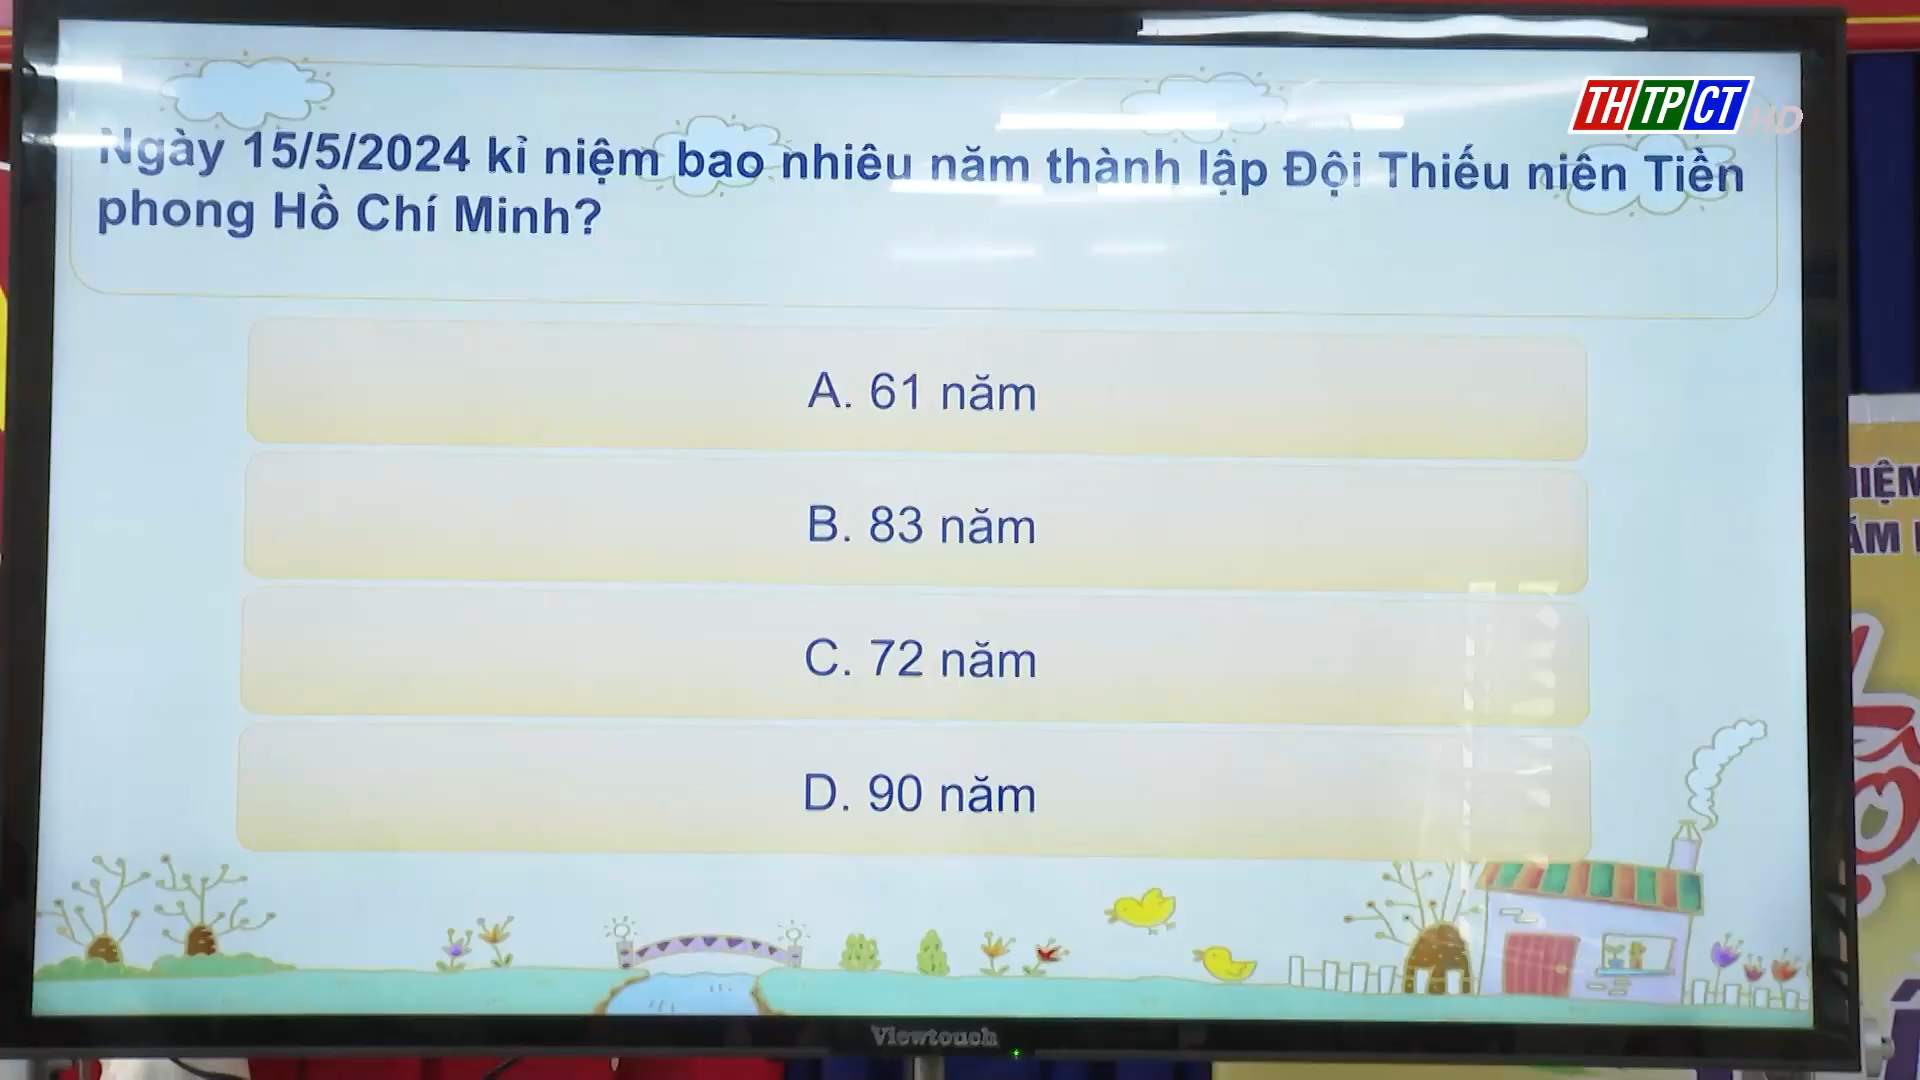 THTPCT HD
Ngày 15/5/2024 kỉ niệm bao nhiêu năm thành lập Đội Thiếu niên Tiền
phong Hồ Chí Minh?
A. 61 năm
B. 83 năm
C. 72 năm
D. 90 năm
Viewtouch